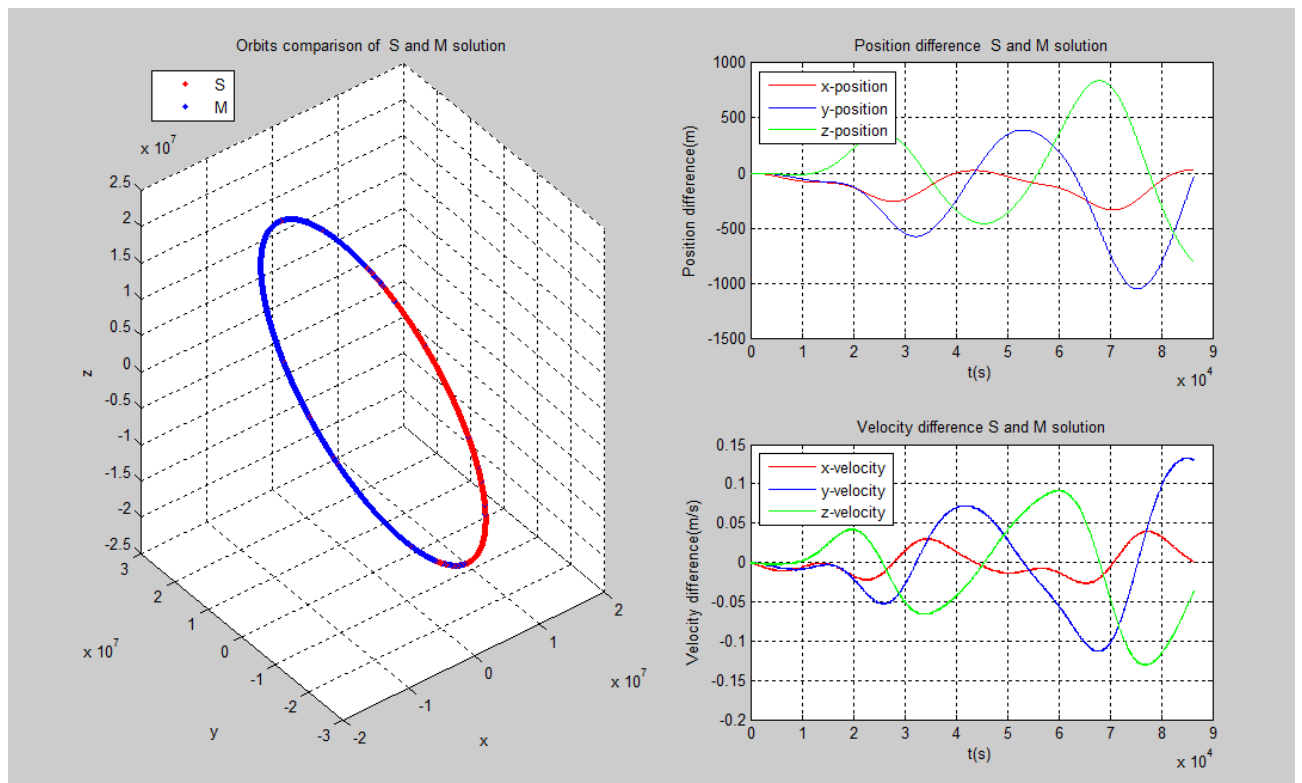 Orbits comparison of  S and M solution
S
M
x 10^7
2.5
2
1.5
1
0.5
0
-0.5
-1
-1.5
-2
-2.5
z
3
2
1
0
-1
-2
-3
x 10^7
y
-2
-1
0
1
2
x 10^7
x
Position difference  S and M solution
x-position
y-position
z-position
1000
500
0
-500
-1000
-1500
Position difference(m)
0 1 2 3 4 5 6 7 8 9
t(s)
x 10^4
Velocity difference S and M solution
x-velocity
y-velocity
z-velocity
0.15
0.1
0.05
0
-0.05
-0.1
-0.15
-0.2
Velocity difference(m/s)
0 1 2 3 4 5 6 7 8 9
t(s)
x 10^4